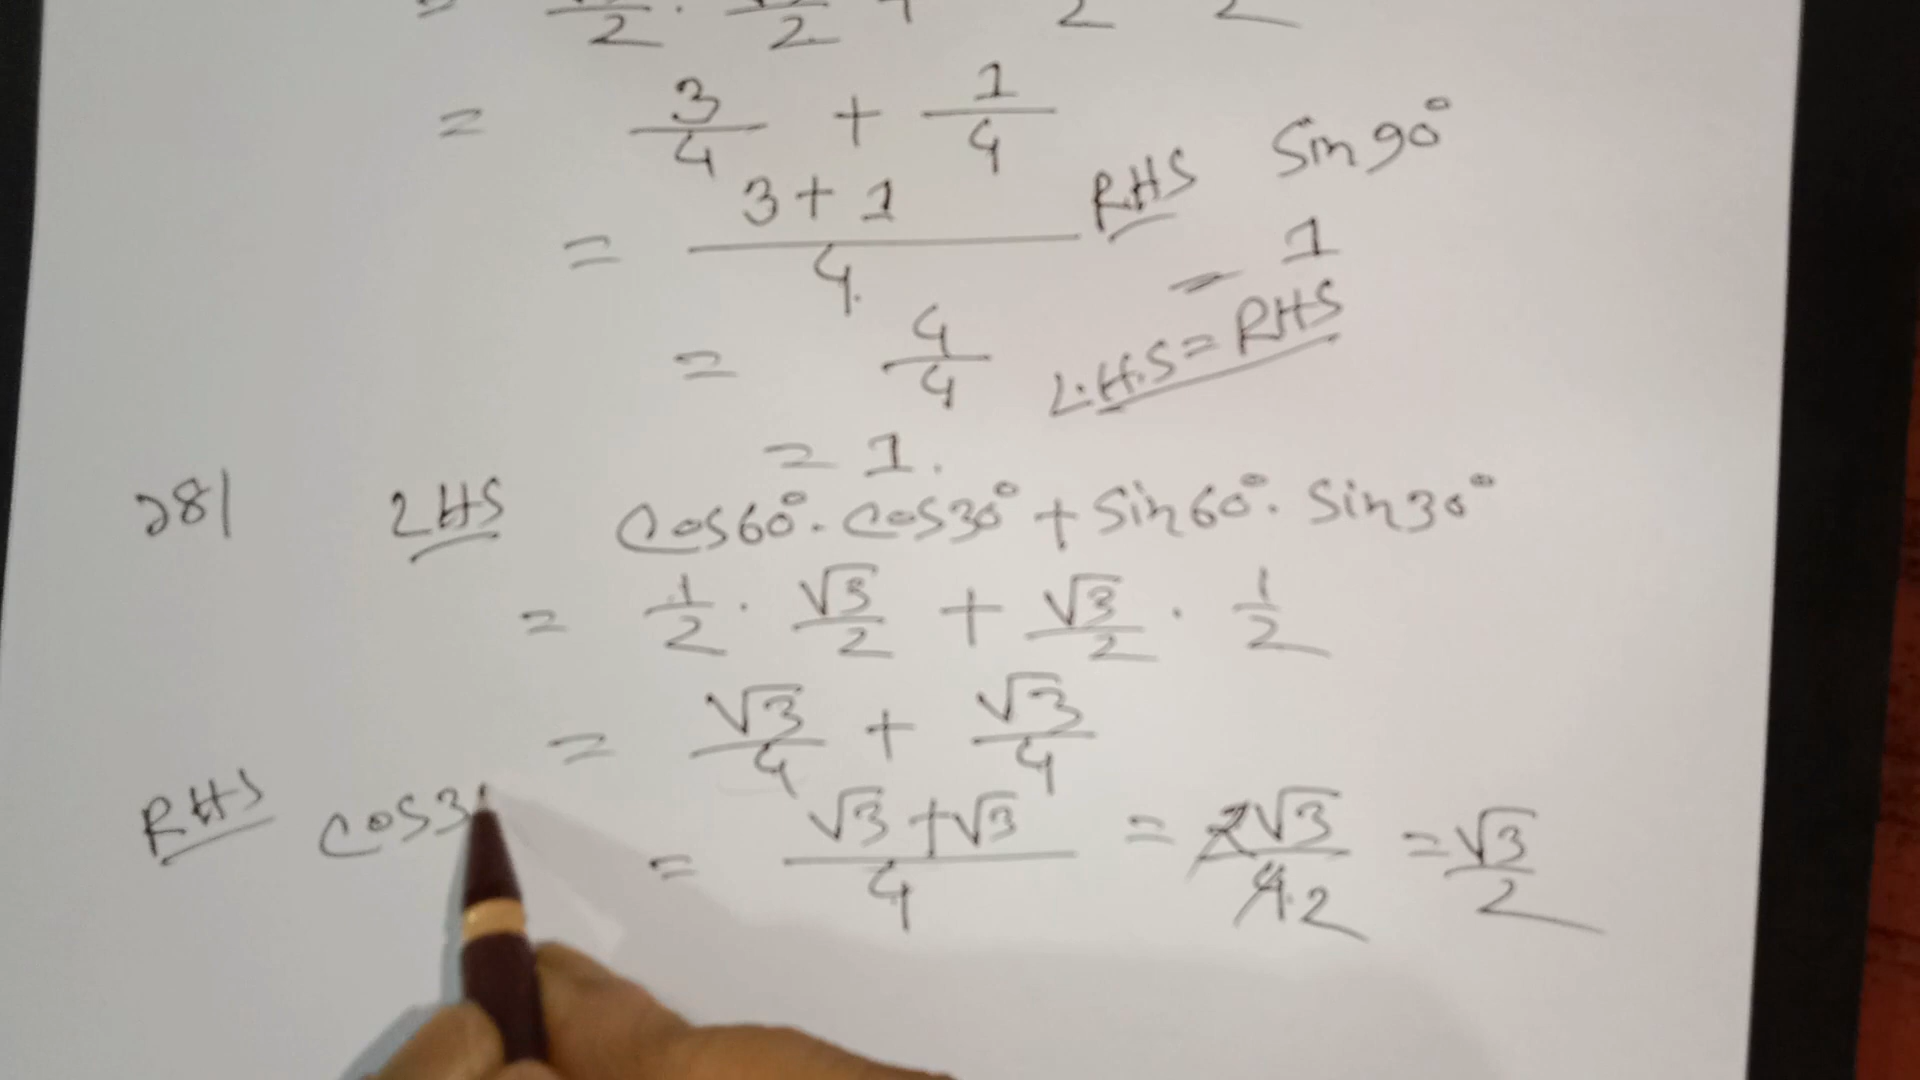 = 3/4 + 1/4
RHS Sin 90°
= (3+1)/4
= 1
= 4/4
L.H.S = RHS
= 1.
28| LHS Cos60°. Cos30° + Sin60°. Sin30°
= 1/2 . √3/2 + √3/2 . 1/2
= √3/4 + √3/4
= (√3+√3)/4 = 2√3/4.2 = √3/2
RHS cos3